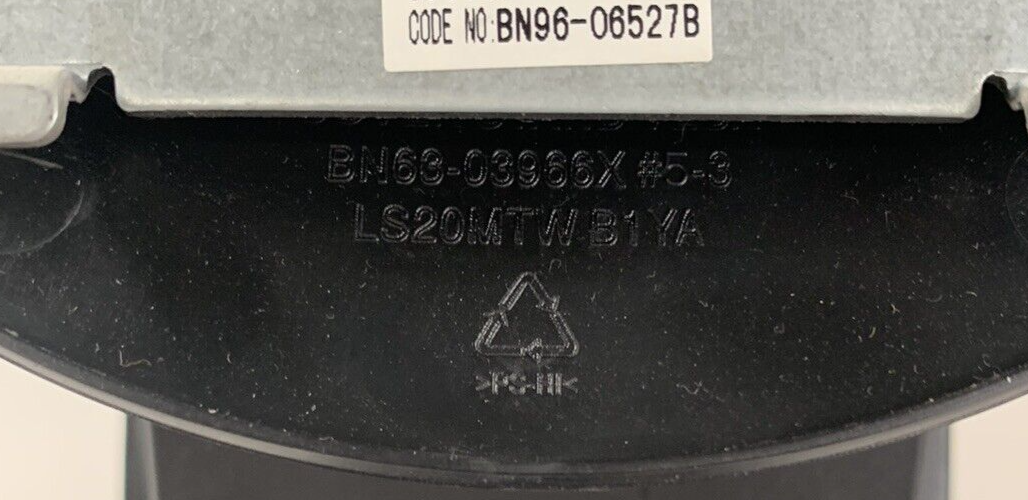 CODE NO:BN96-06527B
BN63-03966X #5-3
LS20MTW B1YA
>PS-HI<